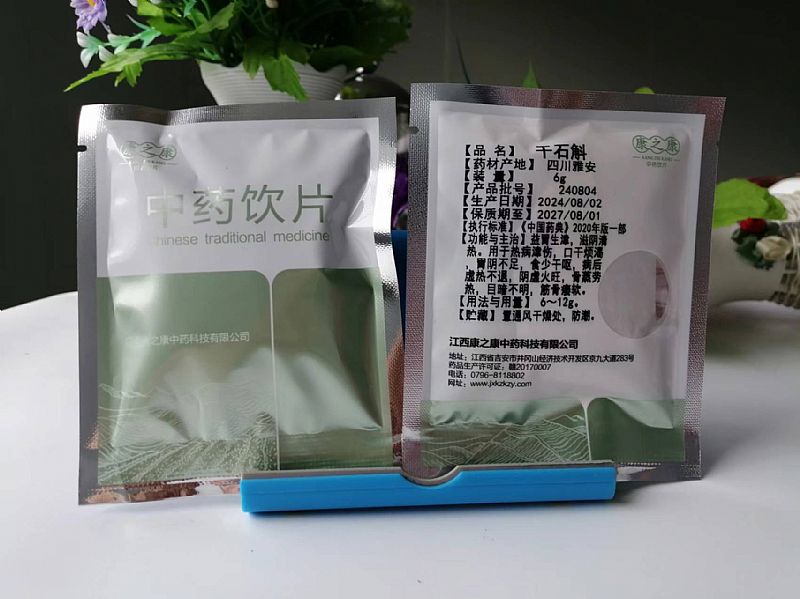 康之康
中药饮片
Chinese traditional medicine
江西康之康中药科技有限公司
康之康
KANG ZHI KANG
中药饮片
【品 名】 干石斛
【药材产地】 四川雅安
【装 量】 6g
【产品批号】 240804
【生产日期】 2024/08/02
【保质期至】 2027/08/01
【执行标准】《中国药典》2020年版一部
【功能与主治】益胃生津，滋阴清
热。用于热病津伤，口干烦渴
，胃阴不足，食少干呕，病后
虚热不退，阴虚火旺，骨蒸劳
热，目暗不明，筋骨痿软。
【用法与用量】 6～12g。
【贮藏】 置通风干燥处，防潮。
江西康之康中药科技有限公司
地址：江西省吉安市井冈山经济技术开发区京九大道283号
药品生产许可证：赣20170007
电话：0796-8118802
网址：www.jxkzkzy.com